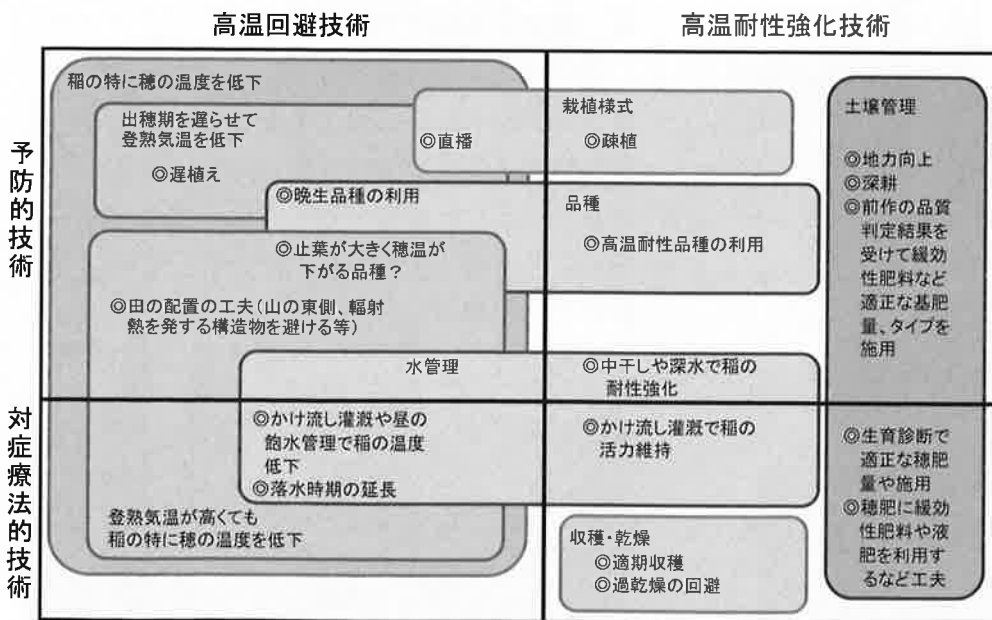 高温回避技術
高温耐性強化技術
予防的技術
対症療法的技術
稲の特に穂の温度を低下
出穂期を遅らせて
登熟気温を低下
◎遅植え
◎直播
栽植様式
◎疎植
◎晩生品種の利用
品種
◎高温耐性品種の利用
◎止葉が大きく穂温が
下がる品種?
◎田の配置の工夫(山の東側、輻射
熱を発する構造物を避ける等)
水管理
◎中干しや深水で稲の
耐性強化
◎かけ流し灌漑や昼の
飽水管理で稲の温度
低下
◎落水時期の延長
◎かけ流し灌漑で稲の
活力維持
登熟気温が高くても
稲の特に穂の温度を低下
収穫・乾燥
◎適期収穫
◎過乾燥の回避
土壌管理
◎地力向上
◎深耕
◎前作の品質
判定結果を
受けて緩効
性肥料など
適正な基肥
量、タイプを
施用
◎生育診断で
適正な穂肥
量や施用
◎穂肥に緩効
性肥料や液
肥を利用す
るなど工夫